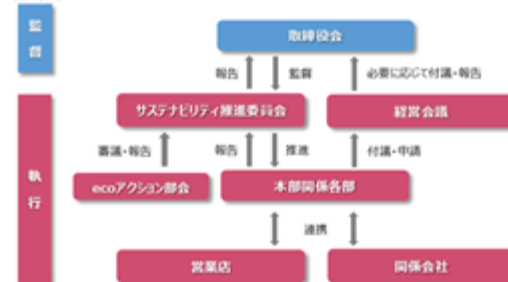 監督
取締役会
報告
監督
必要に応じて付議・報告
サステナビリティ推進委員会
経営会議
審議・報告
報告
推進
付議・申請
執行
ecoアクション部会
本部関係各部
連携
営業店
関係会社